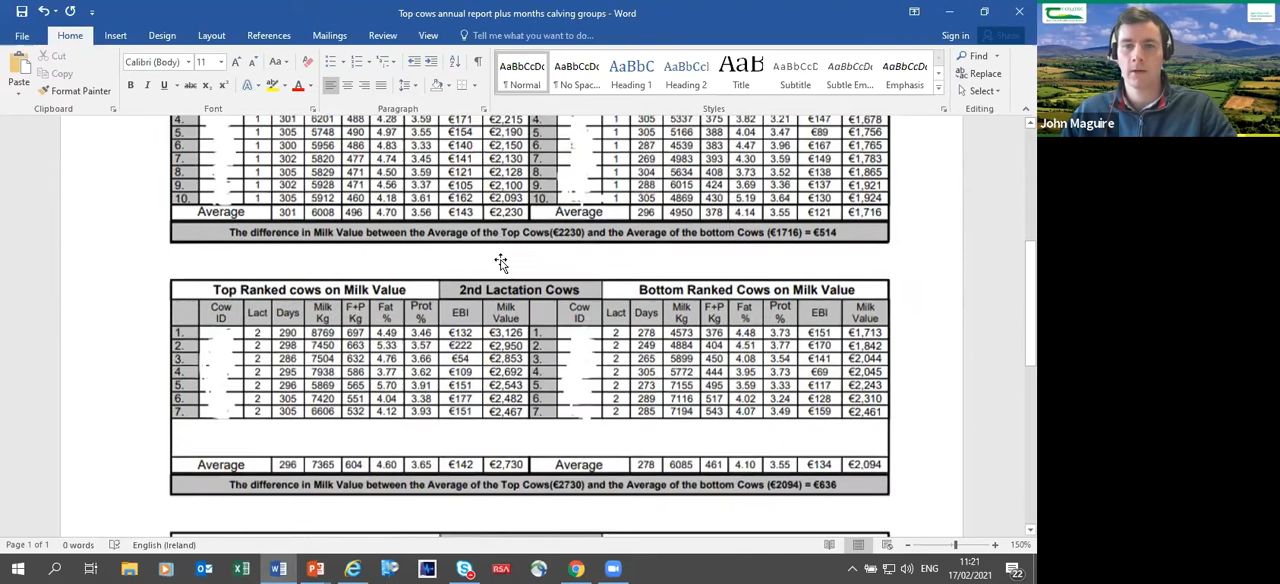 Top cows annual report plus months calving groups - Word
Sign in Share
File Home Insert Design Layout References Mailings Review View Tell me what you want to do...
Paste Cut Copy Format Painter
Calibri (Body) 11
AaBbCcDc AaBbCcDc AaBbC AaBbCcl AaB AaBbCcD AaBbCcDc AaBbCcDc
¶ Normal ¶ No Spac... Heading 1 Heading 2 Title Subtitle Subtle Em... Emphasis
Find Replace Select
Clipboard Font Paragraph Styles Editing
John Maguire
4. 1 301 6201 488 4.28 3.59 €171 €2,215 4. 1 305 5337 375 3.82 3.21 €147 €1,678
5. 1 305 5748 490 4.97 3.55 €154 €2,190 5. 1 305 5166 388 4.04 3.47 €89 €1,756
6. 1 305 5956 486 4.83 3.33 €140 €2,150 6. 1 287 4539 383 4.47 3.96 €167 €1,765
7. 1 302 5820 477 4.74 3.45 €141 €2,130 7. 1 269 4983 393 4.30 3.59 €149 €1,783
8. 1 305 5829 471 4.50 3.59 €121 €2,128 8. 1 304 5634 408 3.73 3.52 €138 €1,865
9. 1 302 5928 471 4.56 3.37 €105 €2,100 9. 1 288 6015 424 3.69 3.36 €137 €1,921
10. 1 305 5912 460 4.18 3.61 €162 €2,093 10. 1 305 4869 430 5.19 3.64 €130 €1,924
Average 301 6008 496 4.70 3.56 €143 €2,230 Average 296 4950 378 4.14 3.55 €121 €1,716
The difference in Milk Value between the Average of the Top Cows(€2230) and the Average of the bottom Cows (€1716) = €514
Top Ranked cows on Milk Value 2nd Lactation Cows Bottom Ranked Cows on Milk Value
Cow ID Lact Days Milk Kg F+P Kg Fat % Prot % EBI Milk Value Cow ID Lact Days Milk Kg F+P Kg Fat % Prot % EBI Milk Value
1. 2 290 8769 697 4.49 3.46 €132 €3,126 1. 2 278 4573 376 4.48 3.73 €151 €1,713
2. 2 298 7450 663 5.33 3.57 €222 €2,950 2. 2 249 4884 404 4.51 3.77 €170 €1,842
3. 2 286 7504 632 4.76 3.66 €54 €2,853 3. 2 265 5899 450 4.08 3.54 €141 €2,044
4. 2 295 7938 586 3.77 3.62 €109 €2,692 4. 2 305 5772 444 3.95 3.73 €69 €2,045
5. 2 296 5869 565 5.70 3.91 €151 €2,543 5. 2 273 7155 495 3.59 3.33 €117 €2,243
6. 2 305 7420 551 4.04 3.38 €177 €2,482 6. 2 289 7116 517 4.02 3.24 €128 €2,310
7. 2 305 6606 532 4.12 3.93 €151 €2,467 7. 2 285 7194 543 4.07 3.49 €159 €2,461
Average 296 7365 604 4.60 3.65 €142 €2,730 Average 278 6085 461 4.10 3.55 €134 €2,094
The difference in Milk Value between the Average of the Top Cows(€2730) and the Average of the bottom Cows (€2094) = €636
Page 1 of 1 0 words English (Ireland) 150%
RSA ENG 11:21
17/02/2021 22